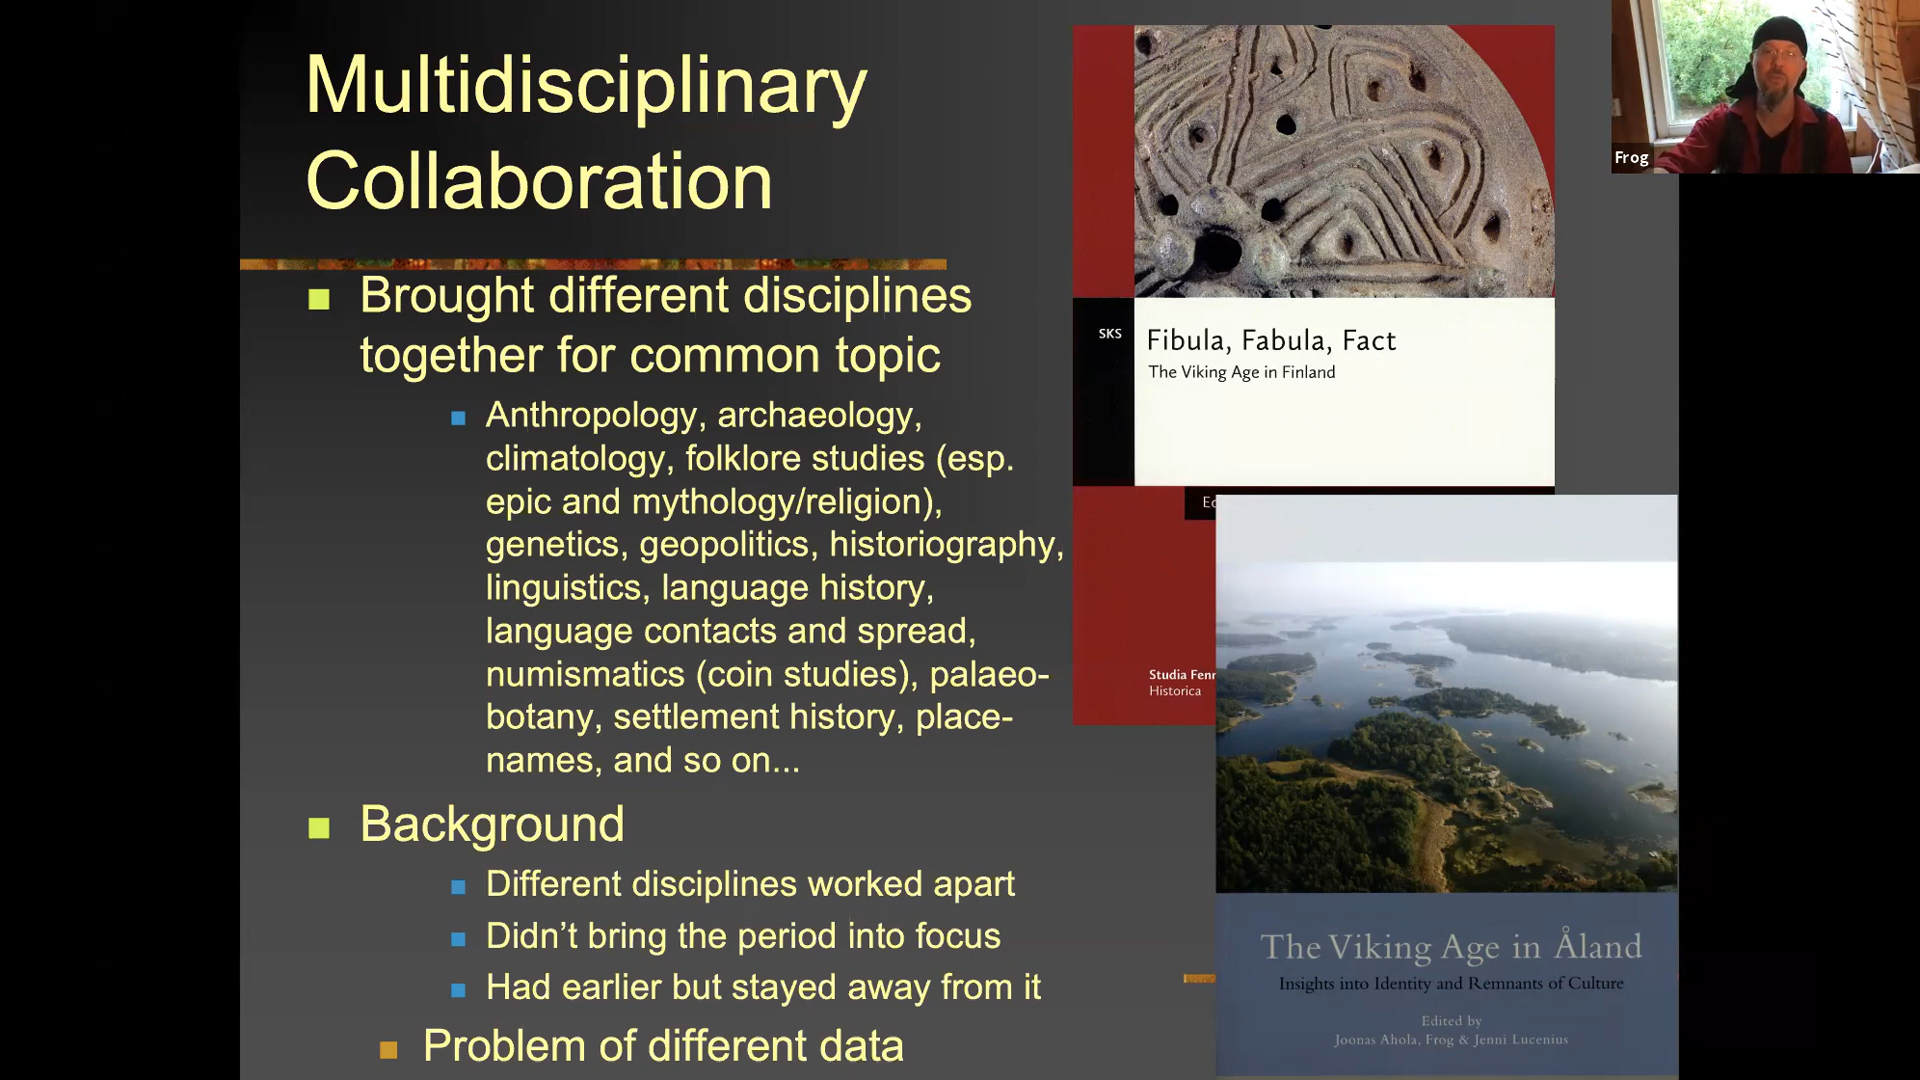 Multidisciplinary
Collaboration
Brought different disciplines
together for common topic
Anthropology, archaeology,
climatology, folklore studies (esp.
epic and mythology/religion),
genetics, geopolitics, historiography,
linguistics, language history,
language contacts and spread,
numismatics (coin studies), palaeo-
botany, settlement history, place-
names, and so on...
Background
Different disciplines worked apart
Didn’t bring the period into focus
Had earlier but stayed away from it
Problem of different data
SKS
Fibula, Fabula, Fact
The Viking Age in Finland
Studia
Historica
The Viking Age in Åland
Insights into Identity and Remnants of Culture
Edited by
Joonas Ahola, Frog & Jenni Lucenius
Frog